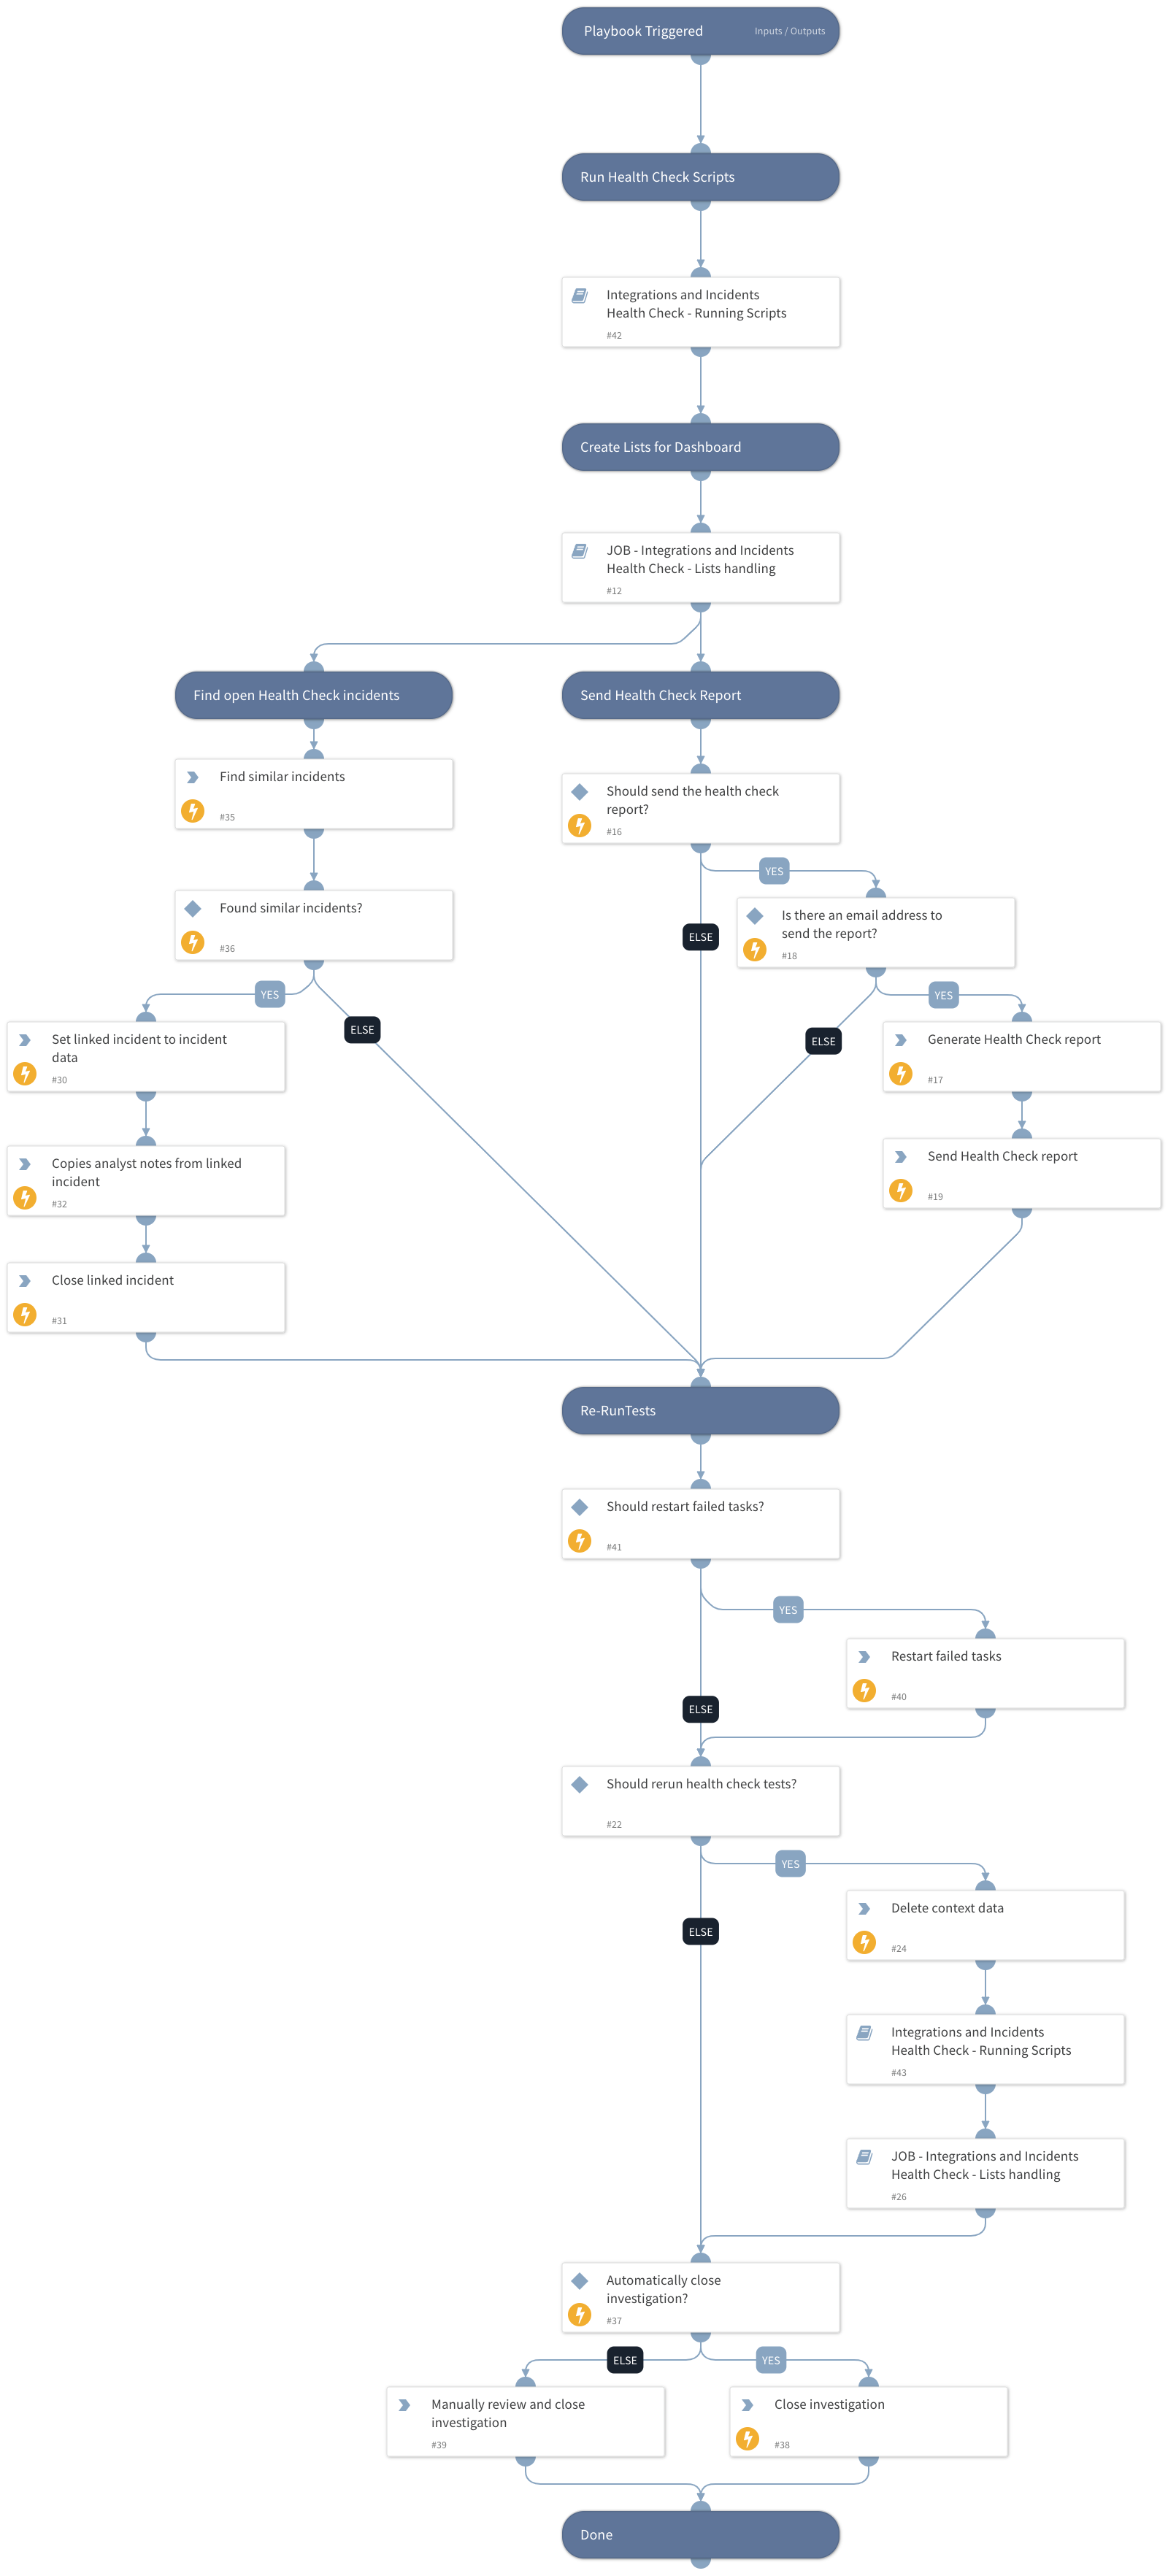 Playbook Triggered
Inputs / Outputs
Run Health Check Scripts
Integrations and Incidents
Health Check - Running Scripts
#42
Create Lists for Dashboard
JOB - Integrations and Incidents
Health Check - Lists handling
#12
Find open Health Check incidents
Send Health Check Report
Find similar incidents
#35
Should send the health check
report?
#16
YES
ELSE
Found similar incidents?
#36
Is there an email address to
send the report?
#18
YES
ELSE
YES
ELSE
Set linked incident to incident
data
#30
Generate Health Check report
#17
Copies analyst notes from linked
incident
#32
Send Health Check report
#19
Close linked incident
#31
Re-RunTests
Should restart failed tasks?
#41
YES
Restart failed tasks
#40
ELSE
Should rerun health check tests?
#22
YES
Delete context data
#24
ELSE
Integrations and Incidents
Health Check - Running Scripts
#43
JOB - Integrations and Incidents
Health Check - Lists handling
#26
Automatically close
investigation?
#37
ELSE
YES
Manually review and close
investigation
#39
Close investigation
#38
Done